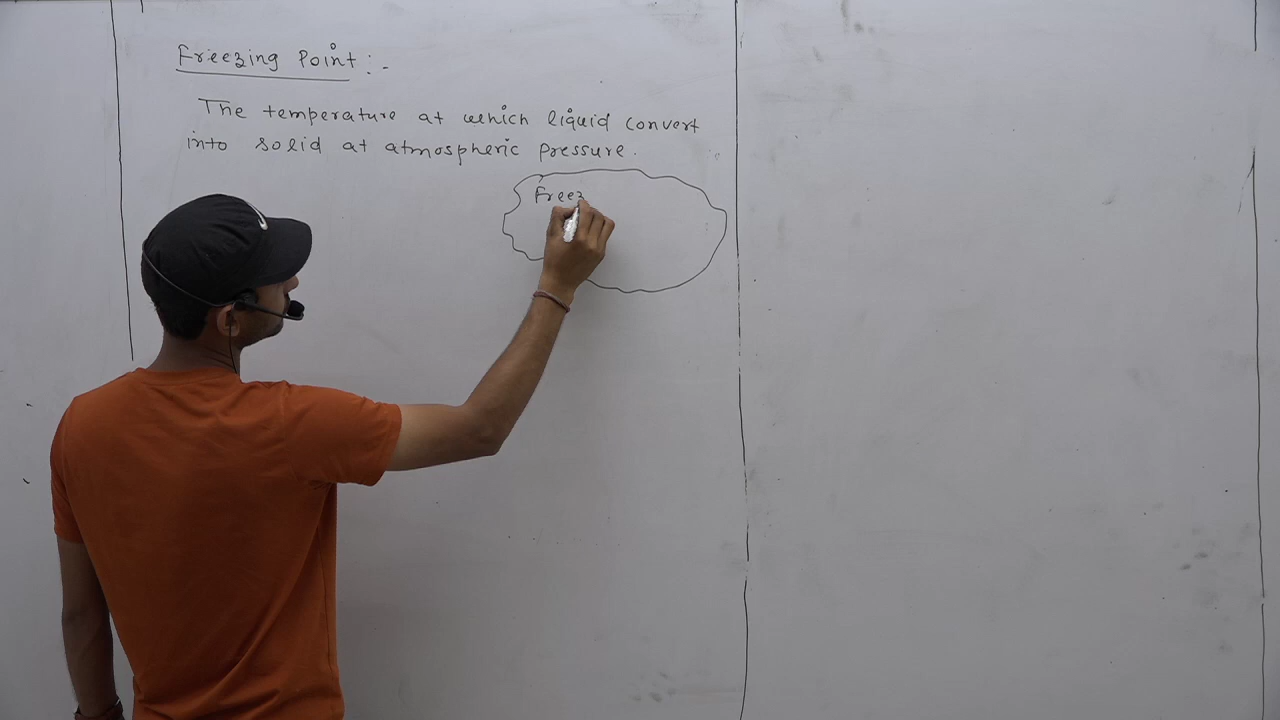 Freezing Point :-
The temperature at which liquid convert
into solid at atmospheric pressure.
Freez